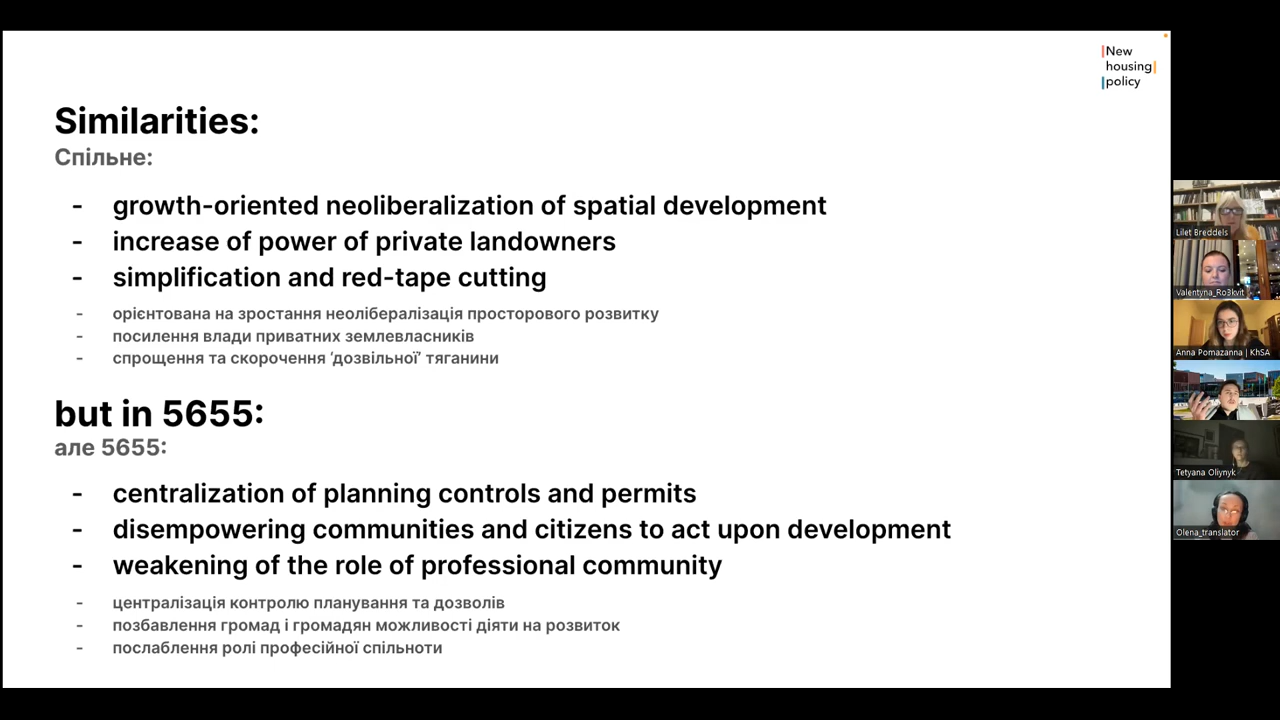 New
housing
policy
Similarities:
Спільне:
- growth-oriented neoliberalization of spatial development
- increase of power of private landowners
- simplification and red-tape cutting
- орієнтована на зростання неолібералізація просторового розвитку
- посилення влади приватних землевласників
- спрощення та скорочення ‘дозвільної’ тяганини
but in 5655:
але 5655:
- centralization of planning controls and permits
- disempowering communities and citizens to act upon development
- weakening of the role of professional community
- централізація контролю планування та дозволів
- позбавлення громад і громадян можливості діяти на розвиток
- послаблення ролі професійної спільноти
Lilet Breddels
Valentyna_Ro3kvit
Anna Pomazanna | KhSA
Tetyana Oliynyk
Olena_translator